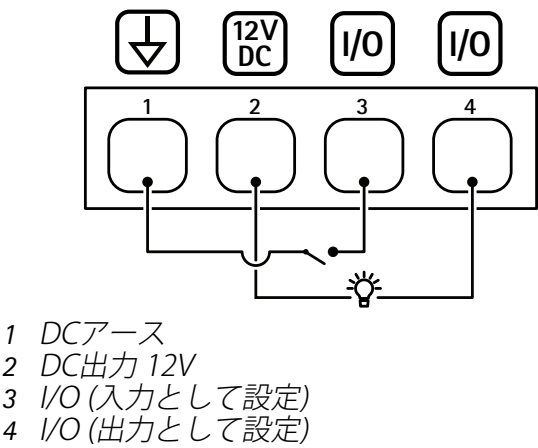 12V DC I/O I/O
1 2 3 4
1 DCアース
2 DC出力 12V
3 I/O (入力として設定)
4 I/O (出力として設定)